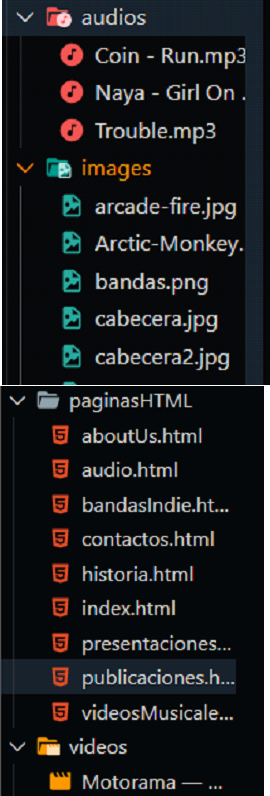 audios
Coin - Run.mp3
Naya - Girl On .
Trouble.mp3
images
arcade-fire.jpg
Arctic-Monkey.
bandas.png
cabecera.jpg
cabecera2.jpg
paginasHTML
aboutUs.html
audio.html
bandasIndie.ht...
contactos.html
historia.html
index.html
presentaciones...
publicaciones.h...
videosMusicale...
videos
Motorama — ...